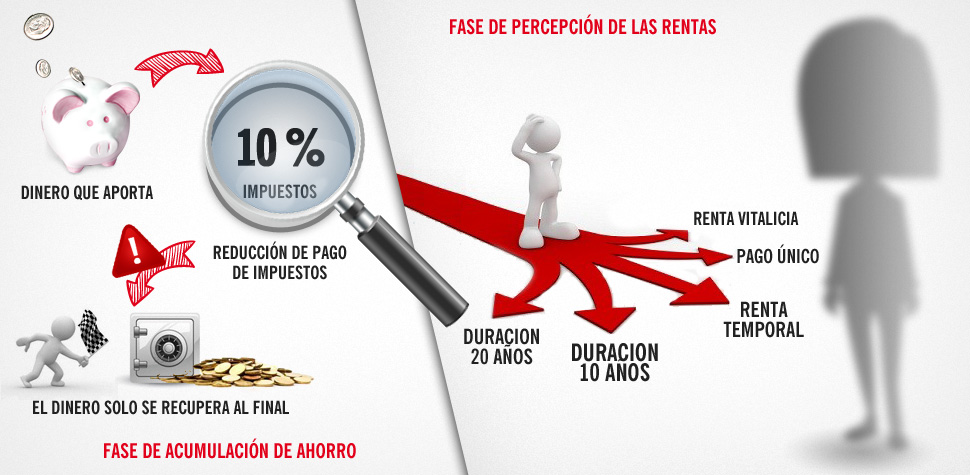 DINERO QUE APORTA
10 %
IMPUESTOS
REDUCCIÓN DE PAGO
DE IMPUESTOS
EL DINERO SOLO SE RECUPERA AL FINAL
FASE DE ACUMULACIÓN DE AHORRO
FASE DE PERCEPCIÓN DE LAS RENTAS
RENTA VITALICIA
PAGO ÚNICO
RENTA
TEMPORAL
DURACION
10 AÑOS
DURACION
20 AÑOS